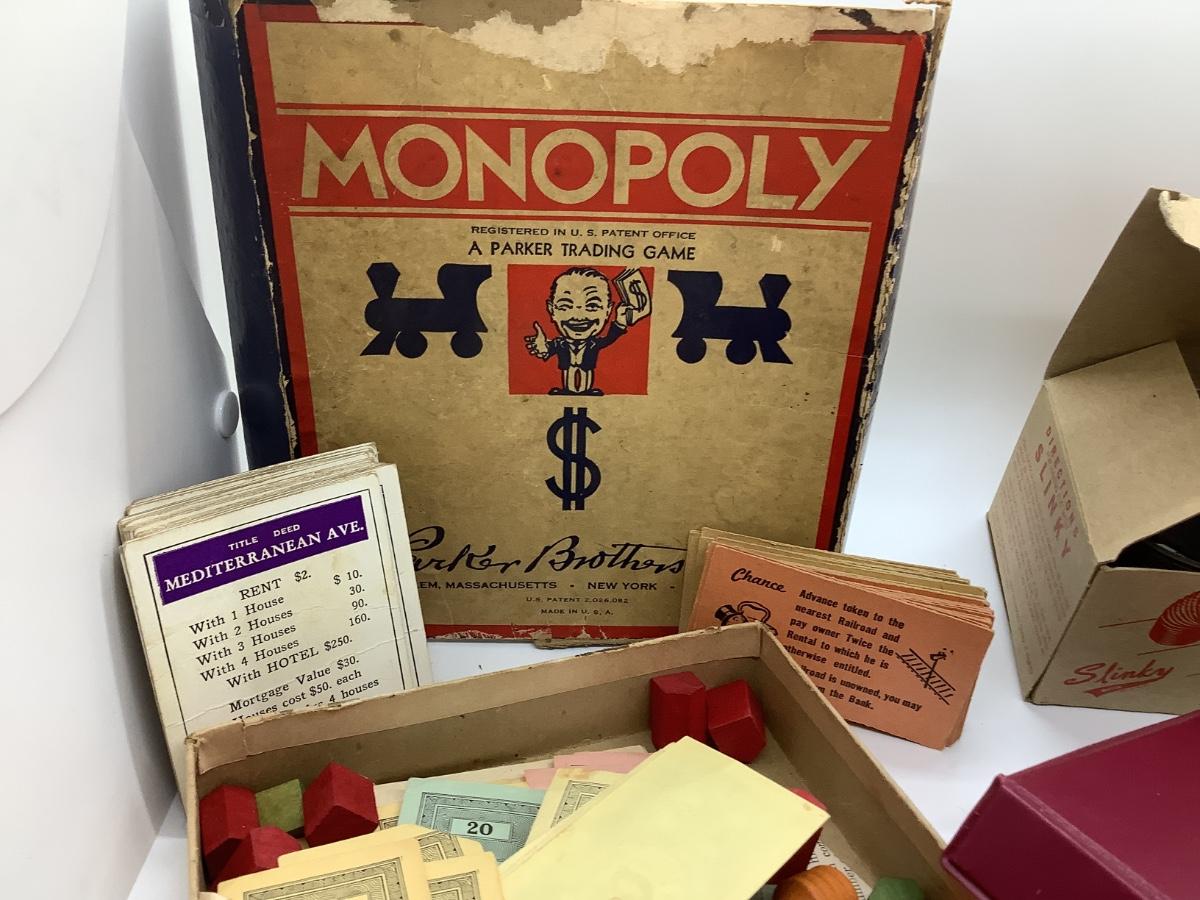 MONOPOLY
REGISTERED IN U. S. PATENT OFFICE
A PARKER TRADING GAME
$
$
Parker Brothers
EM, MASSACHUSETTS - NEW YORK -
U.S. PATENT 2,026,082
MADE IN U. S. A.
TITLE DEED
MEDITERRANEAN AVE.
RENT $2.
With 1 House $ 10.
With 2 Houses 30.
With 3 Houses 90.
With 4 Houses 160.
With HOTEL $250.
Mortgage Value $30.
Houses cost $50. each
4 houses
Chance
Advance token to the
nearest Railroad and
pay owner Twice the
Rental to which he is
otherwise entitled.
ilroad is unowned, you may
the Bank.
20
DIRECTIONS
SLINKY
Slinky